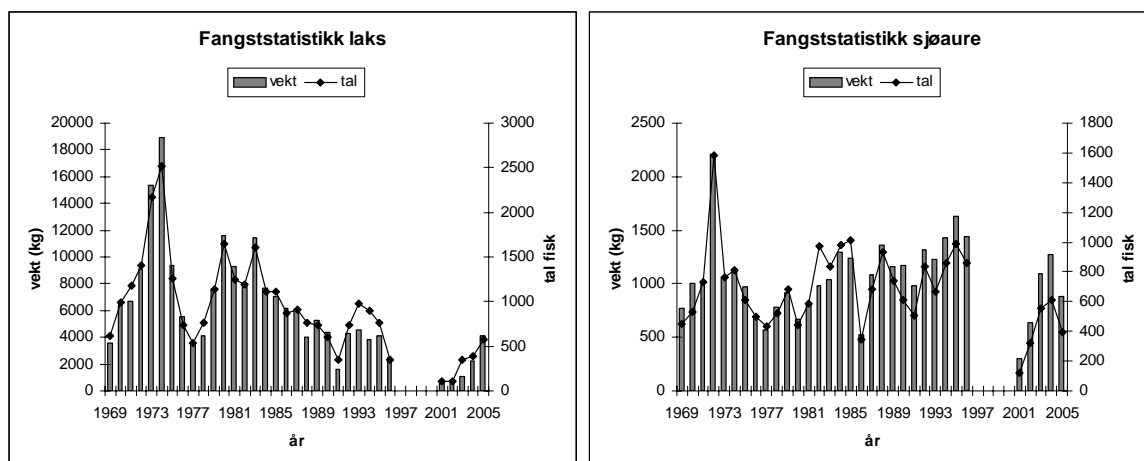 Fangststatistikk laks
vekt tal
vekt (kg)
20000
18000
16000
14000
12000
10000
8000
6000
4000
2000
0
3000
2500
2000
1500
1000
500
0
tal fisk
1969 1973 1977 1981 1985 1989 1993 1997 2001 2005
år
Fangststatistikk sjøaure
vekt tal
vekt (kg)
2500
2000
1500
1000
500
0
1800
1600
1400
1200
1000
800
600
400
200
0
tal fisk
1969 1973 1977 1981 1985 1989 1993 1997 2001 2005
år